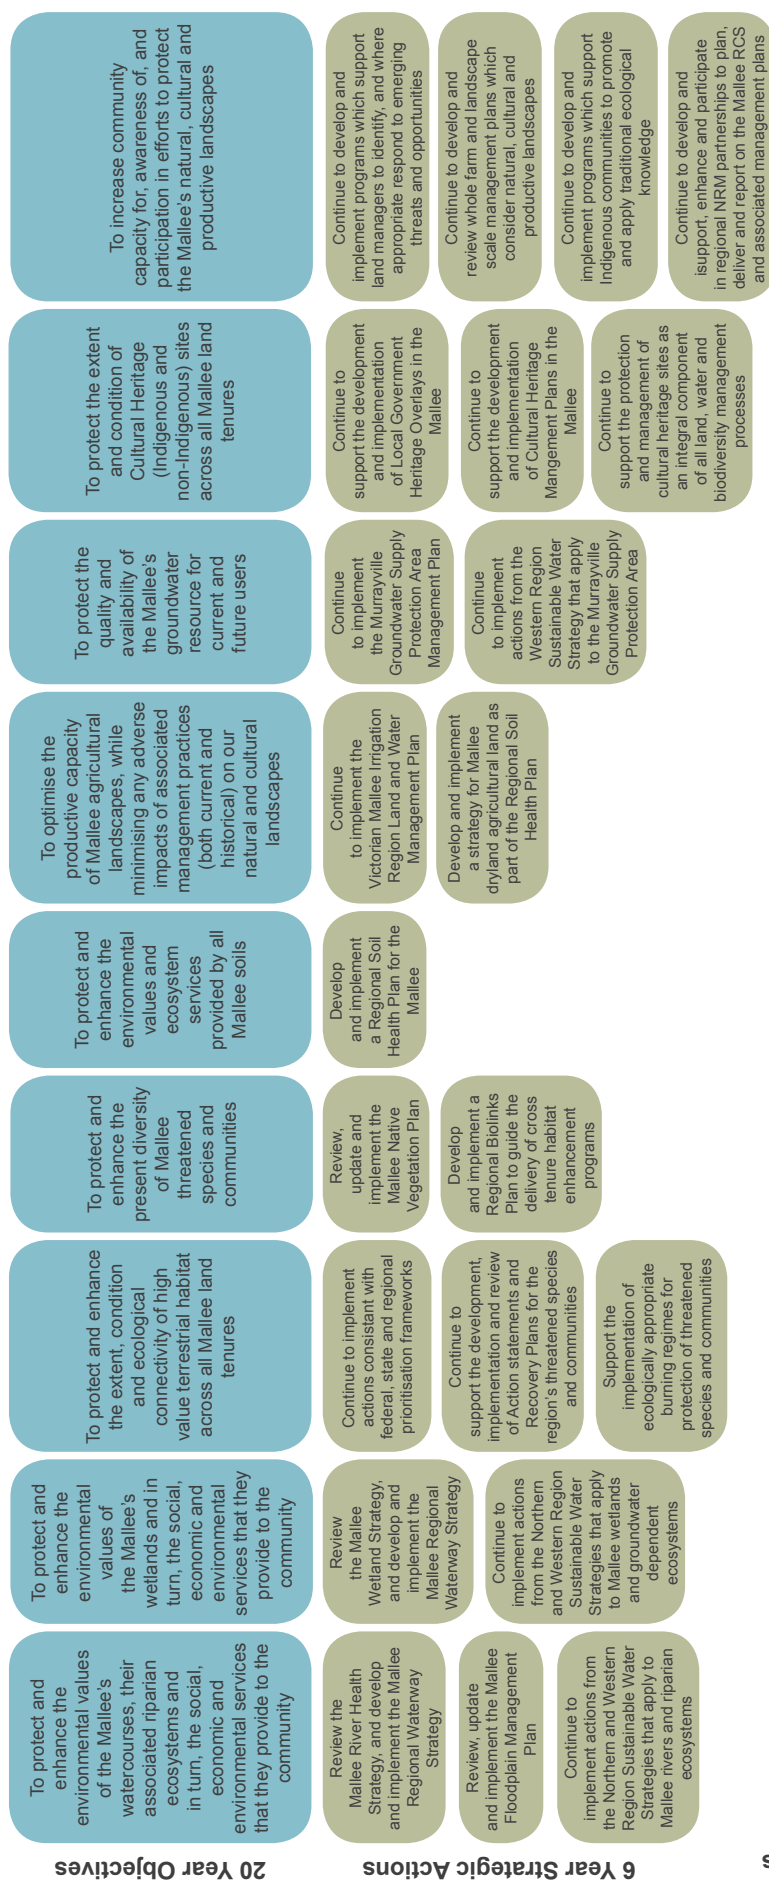 20 Year Objectives
To protect and
enhance the
environmental values
of the Mallee's
watercourses, their
associated riparian
ecosystems and
in turn, the social,
economic and
environmental services
that they provide to the
community
To protect and
enhance the
environmental
values of
the Mallee's
wetlands and in
turn, the social,
economic and
environmental
services that they
provide to the
community
To protect and enhance
the extent, condition
and ecological
connectivity of high
value terrestrial habitat
across all Mallee land
tenures
To protect and
enhance the
present diversity
of Mallee
threatened
species and
communities
To protect and
enhance the
environmental
values and
ecosystem
services
provided by all
Mallee soils
To optimise the
productive capacity
of Mallee agricultural
landscapes, while
minimising any adverse
impacts of associated
management practices
(both current and
historical) on our
natural and cultural
landscapes
To protect the
quality and
availability of
the Mallee's
groundwater
resource for
current and
future users
To protect the extent
and condition of
Cultural Heritage
(Indigenous and
non-Indigenous) sites
across all Mallee land
tenures
To increase community
capacity for, awareness of, and
participation in efforts to protect
the Mallee's natural, cultural and
productive landscapes
6 Year Strategic Actions
Review the
Mallee River Health
Strategy, and develop
and implement the Mallee
Regional Waterway
Strategy
Review, update
and implement the Mallee
Floodplain Management
Plan
Continue to
implement actions from
the Northern and Western
Region Sustainable Water
Strategies that apply to
Mallee rivers and riparian
ecosystems
Review
the Mallee
Wetland Strategy,
and develop and
implement the
Mallee Regional
Waterway Strategy
Continue to
implement actions
from the Northern
and Western Region
Sustainable Water
Strategies that apply
to Mallee wetlands
and groundwater
dependent
ecosystems
Continue to implement
actions consistent with
federal, state and regional
prioritisation frameworks
Continue to
support the development,
implementation and review
of Action statements and
Recovery Plans for the
region's threatened species
and communities
Support the
implementation of
ecologically appropriate
burning regimes for
protection of threatened
species and communities
Review,
update and
implement the
Mallee Native
Vegetation Plan
Develop
and implement a
Regional Biolinks
Plan to guide the
delivery of cross
tenure habitat
enhancement
programs
Develop
and implement
a Regional Soil
Health Plan for the
Mallee
Continue
to implement the
Victorian Mallee Irrigation
Region Land and Water
Management Plan
Develop and implement
a strategy for Mallee
dryland agricultural land as
part of the Regional Soil
Health Plan
Continue
to implement
the Murrayville
Groundwater Supply
Protection Area
Management Plan
Continue
to implement
actions from the
Western Region
Sustainable Water
Strategy that apply
to the Murrayville
Groundwater Supply
Protection Area
Continue to
support the development
and implementation
of Local Government
Heritage Overlays in the
Mallee
Continue to
support the development
and implementation
of Cultural Heritage
Mangement Plans in the
Mallee
Continue to
support the protection
and management of
cultural heritage sites as
an integral component
of all land, water and
biodiversity management
processes
Continue to develop and
implement programs which support
land managers to identify, and where
appropriate respond to emerging
threats and opportunities
Continue to develop and
review whole farm and landscape
scale management plans which
consider natural, cultural and
productive landscapes
Continue to develop and
implement programs which support
Indigenous communities to promote
and apply traditional ecological
knowledge
Continue to develop and
isupport, enhance and participate
in regional NRM partnerships to plan,
deliver and report on the Mallee RCS
and associated management plans
s